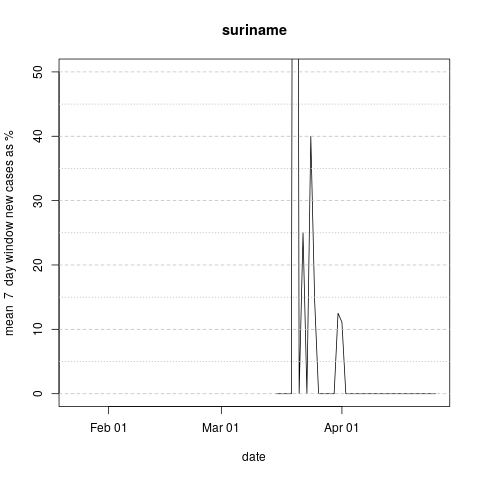 suriname
mean  7  day window new cases as %
50
40
30
20
10
0
Feb 01
Mar 01
Apr 01
date